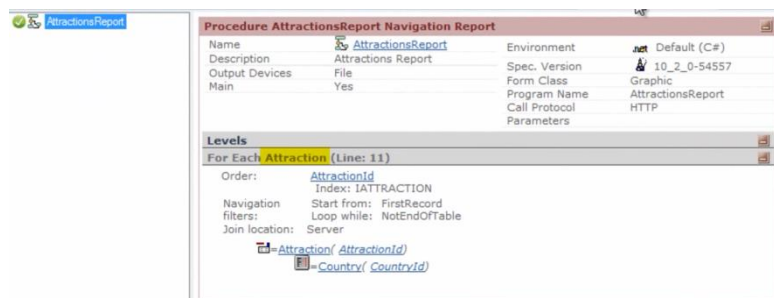 AttractionsReport
Procedure AttractionsReport Navigation Report
Name AttractionsReport
Description Attractions Report
Output Devices File
Main Yes
Environment .net Default (C#)
Spec. Version 10_2_0-54557
Form Class Graphic
Program Name AttractionsReport
Call Protocol HTTP
Parameters
Levels
For Each Attraction (Line: 11)
Order: AttractionId
Index: IATTRACTION
Navigation Start from: FirstRecord
filters: Loop while: NotEndOfTable
Join location: Server
=Attraction( AttractionId)
=Country( CountryId)